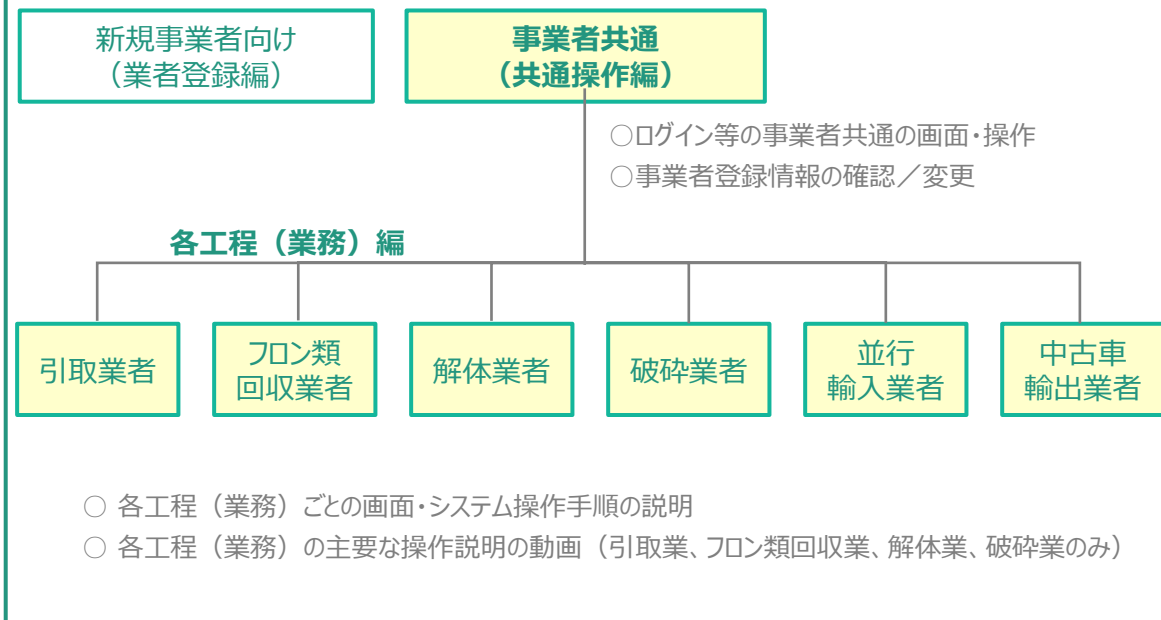 新規事業者向け
（業者登録編）
事業者共通
（共通操作編）
○ログイン等の事業者共通の画面・操作
○事業者登録情報の確認／変更
各工程（業務）編
引取業者
フロン類
回収業者
解体業者
破砕業者
並行
輸入業者
中古車
輸出業者
○ 各工程（業務）ごとの画面・システム操作手順の説明
○ 各工程（業務）の主要な操作説明の動画（引取業、フロン類回収業、解体業、破砕業のみ）